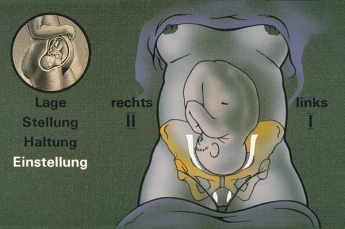 Lage
Stellung
Haltung
Einstellung
rechts
II
links
I